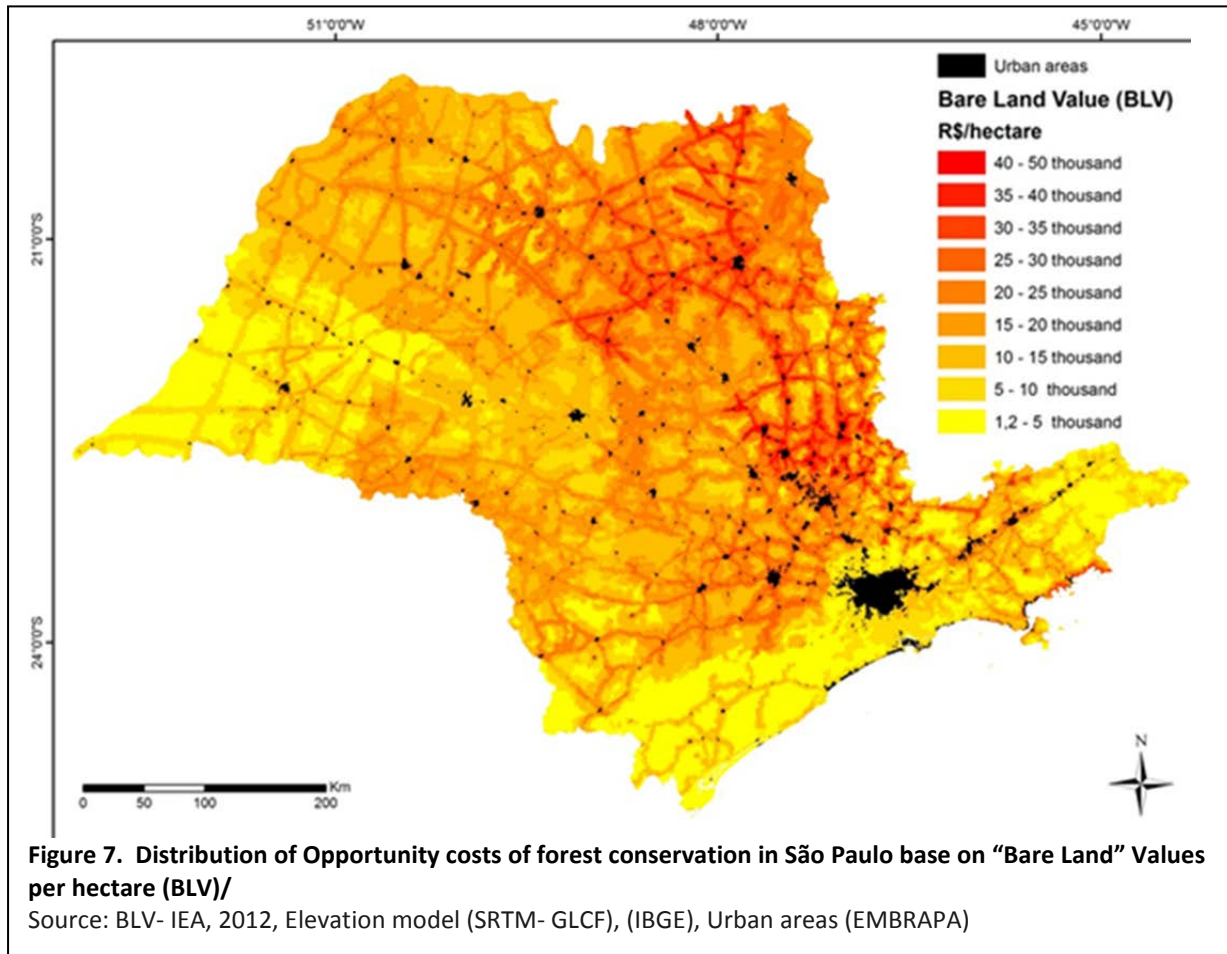 51°0'0"W
48°0'0"W
45°0'0"W
Urban areas
Bare Land Value (BLV)
R$/hectare
40 - 50 thousand
35 - 40 thousand
30 - 35 thousand
25 - 30 thousand
20 - 25 thousand
15 - 20 thousand
10 - 15 thousand
5 - 10 thousand
1,2 - 5 thousand
21°0'0"S
24°0'0"S
N
Km
0 50 100 200
Figure 7. Distribution of Opportunity costs of forest conservation in São Paulo base on “Bare Land” Values
per hectare (BLV)/
Source: BLV- IEA, 2012, Elevation model (SRTM- GLCF), (IBGE), Urban areas (EMBRAPA)